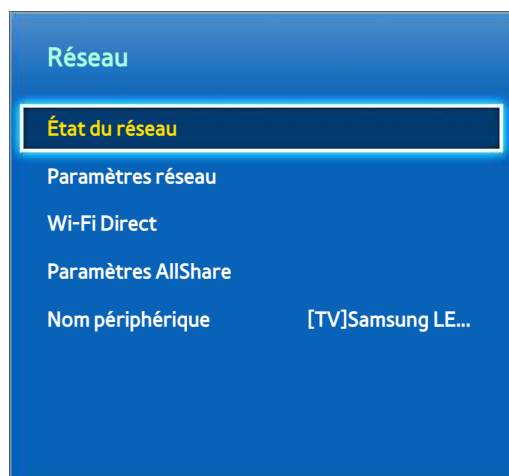 Réseau
État du réseau
Paramètres réseau
Wi-Fi Direct
Paramètres AllShare
Nom périphérique [TV]Samsung LE...